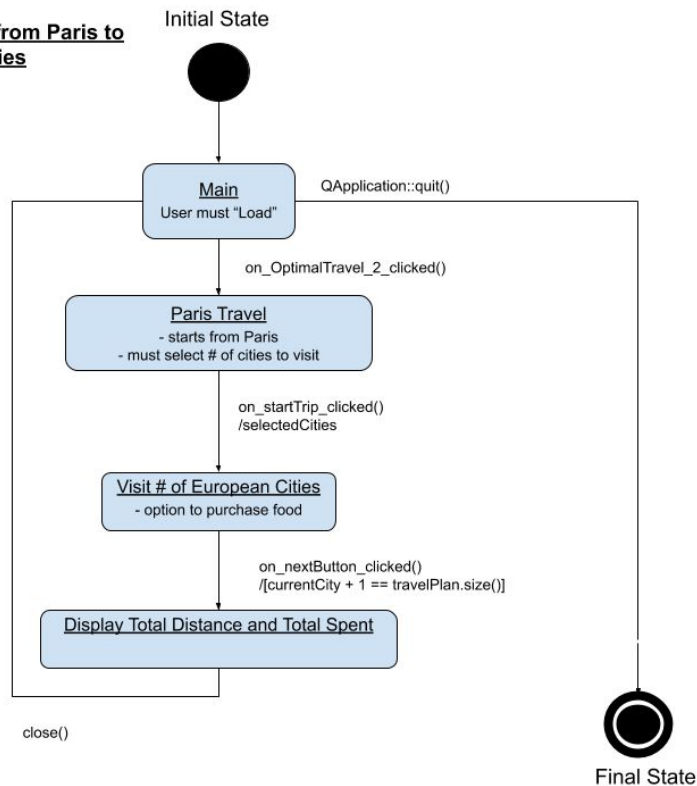 from Paris to
Initial State
Main
User must “Load”
QApplication::quit()
on_OptimalTravel_2_clicked()
Paris Travel
- starts from Paris
- must select # of cities to visit
on_startTrip_clicked()
/selectedCities
Visit # of European Cities
- option to purchase food
on_nextButton_clicked()
/[currentCity + 1 == travelPlan.size()]
Display Total Distance and Total Spent
close()
Final State